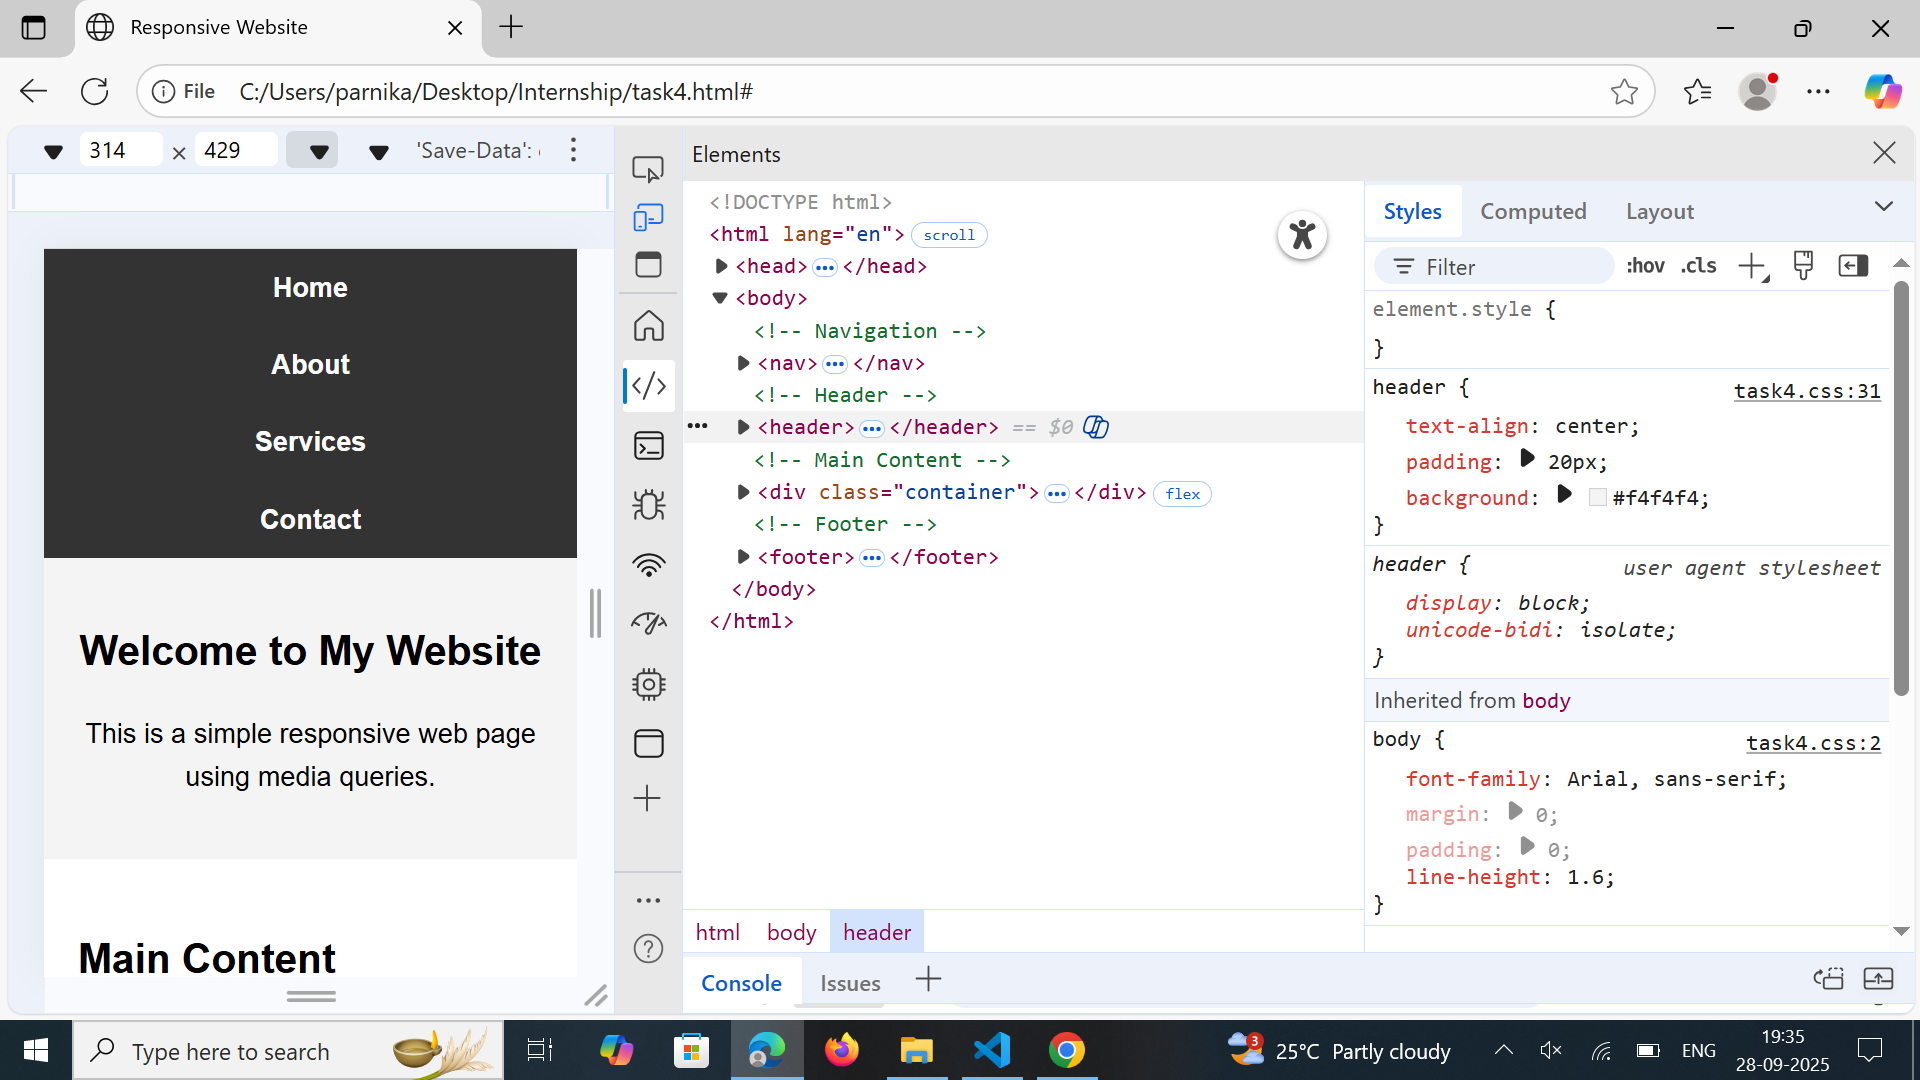 Responsive Website
File C:/Users/parnika/Desktop/Internship/task4.html#
314 × 429 'Save-Data':
Elements
Home
About
Services
Contact
Welcome to My Website
This is a simple responsive web page
using media queries.
Main Content
<!DOCTYPE html>
<html lang="en"> scroll
<head> ••• </head>
<body>
<!-- Navigation -->
<nav> ••• </nav>
<!-- Header -->
••• <header> ••• </header> == $0
<!-- Main Content -->
<div class="container"> ••• </div> flex
<!-- Footer -->
<footer> ••• </footer>
</body>
</html>
html body header
Styles Computed Layout
Filter :hov .cls
element.style {
}
header { task4.css:31
text-align: center;
padding: 20px;
background: #f4f4f4;
}
header { user agent stylesheet
display: block;
unicode-bidi: isolate;
}
Inherited from body
body { task4.css:2
font-family: Arial, sans-serif;
margin: 0;
padding: 0;
line-height: 1.6;
}
Console Issues
Type here to search
3 25°C Partly cloudy ENG
19:35
28-09-2025